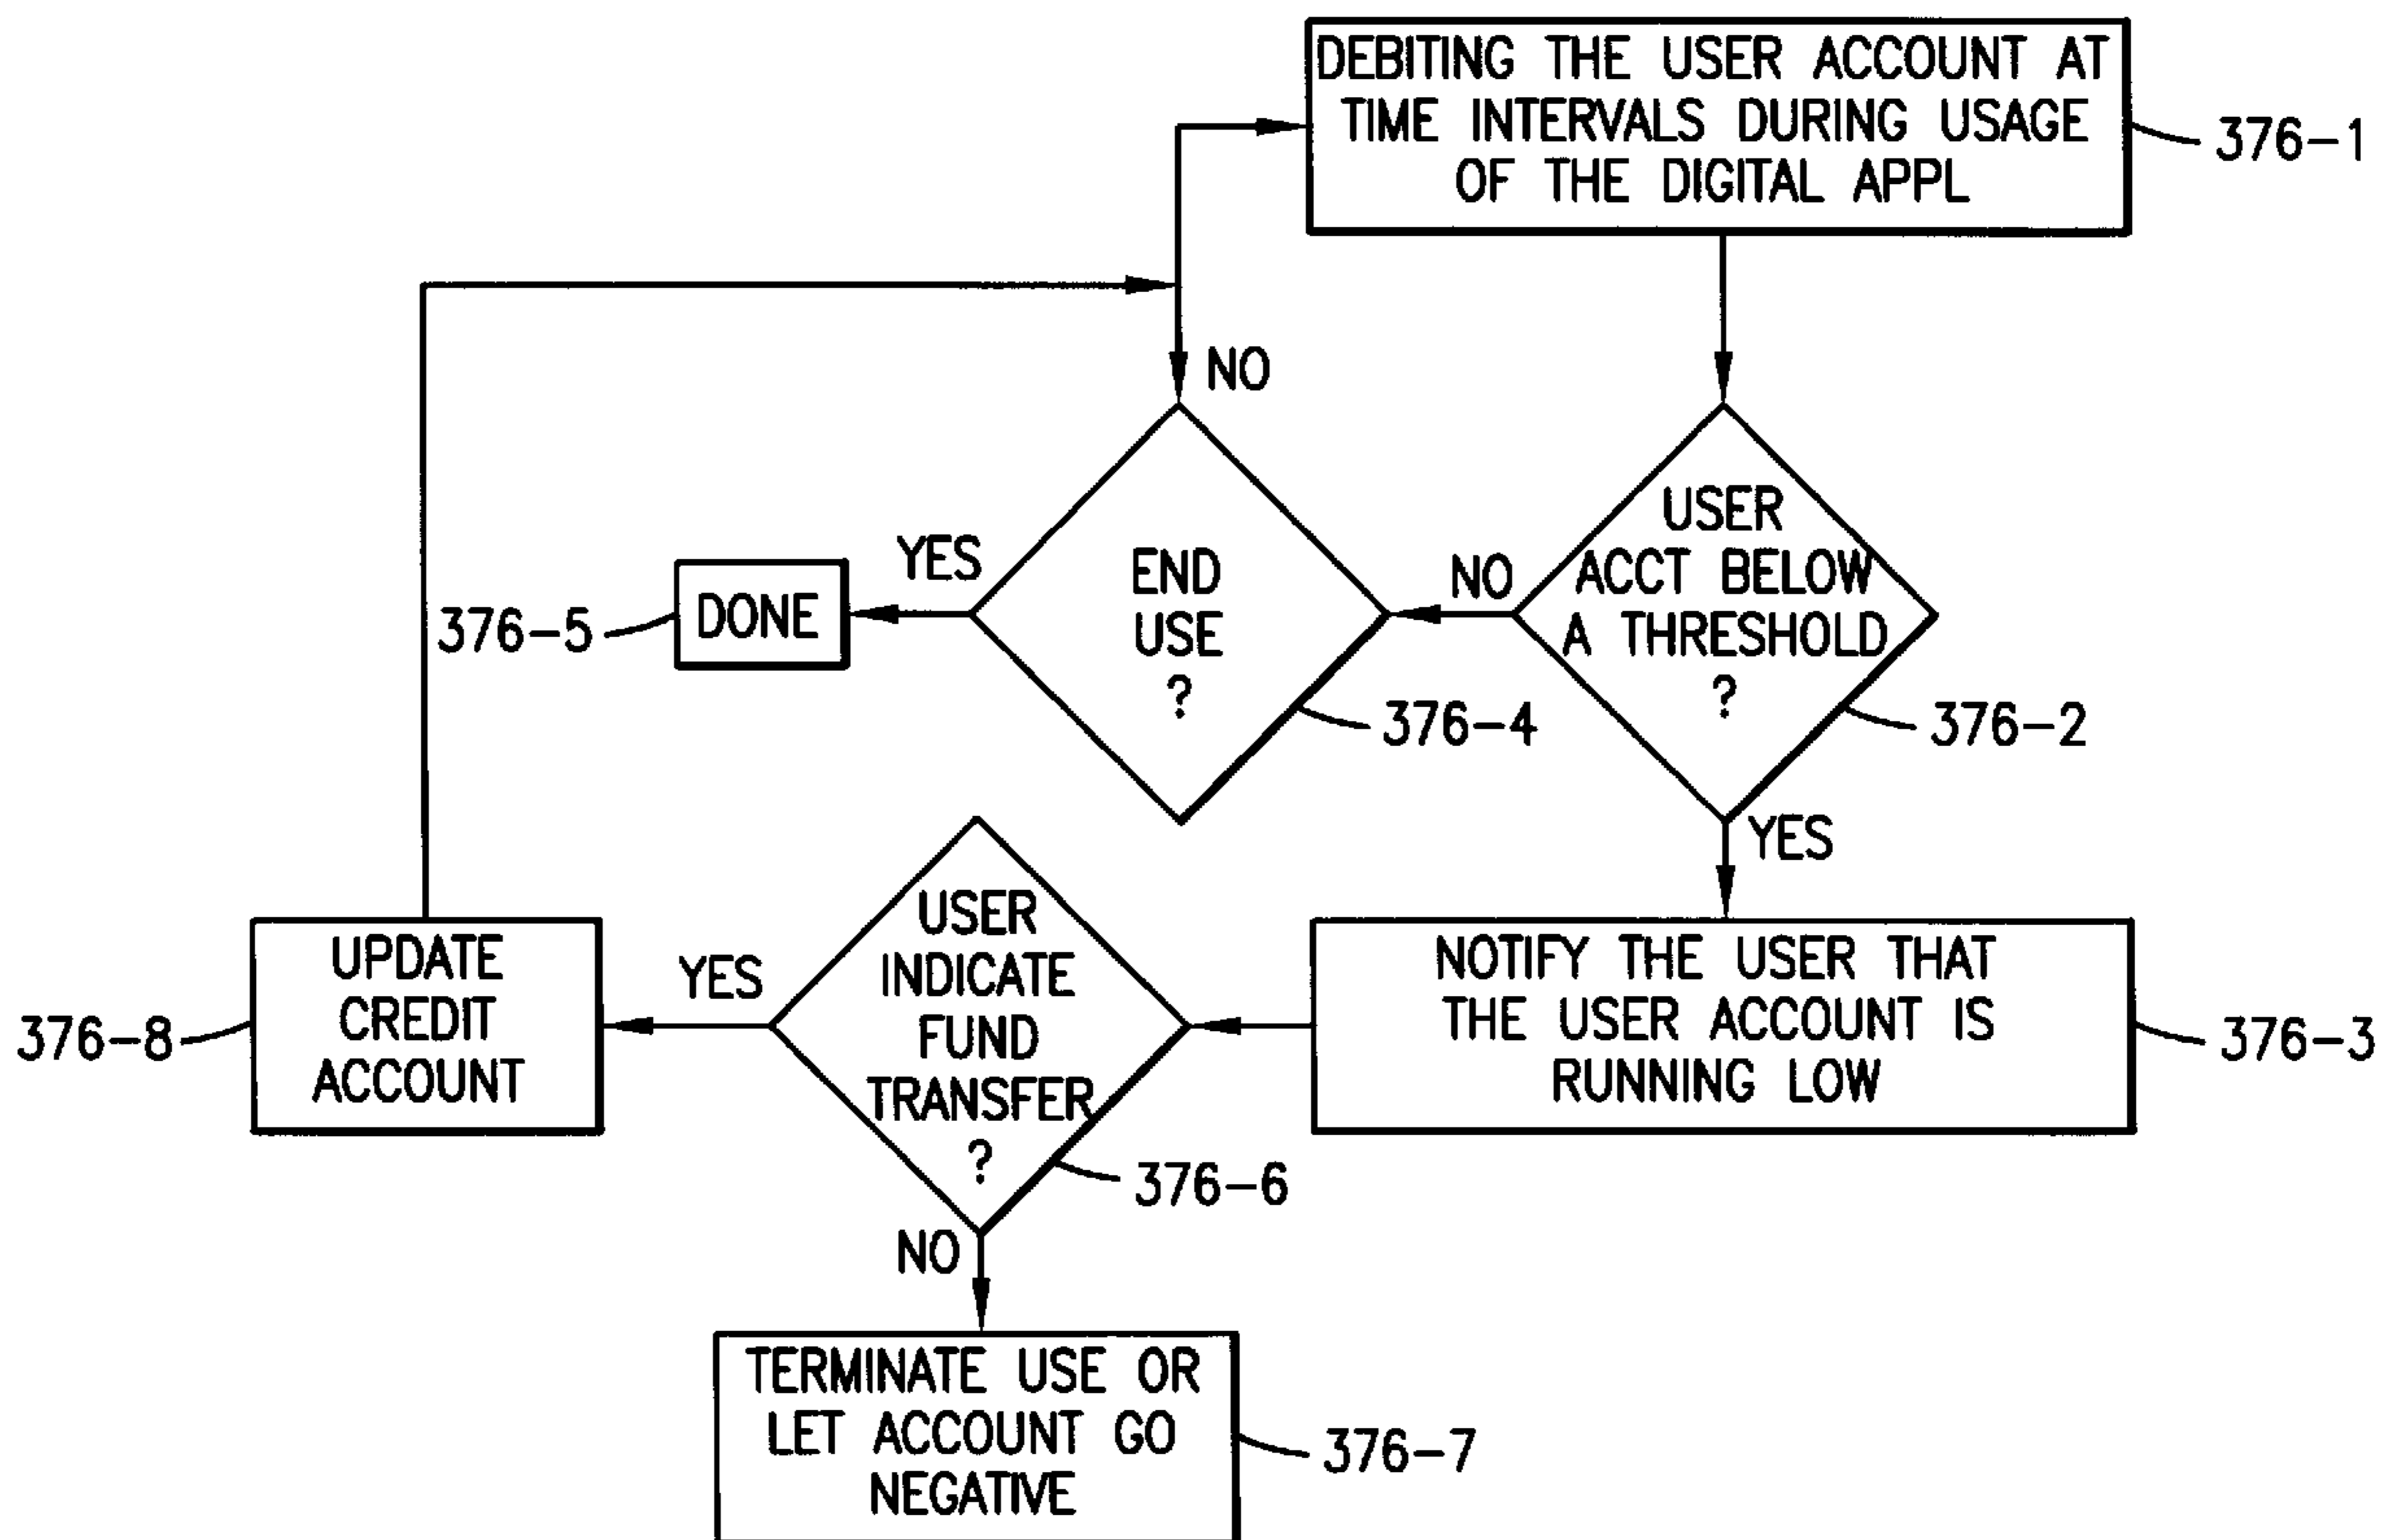 DEBITING THE USER ACCOUNT AT
TIME INTERVALS DURING USAGE
OF THE DIGITAL APPL
376-1
NO
USER
ACCT BELOW
A THRESHOLD
?
376-2
NO
END
USE
?
376-4
YES
DONE
376-5
YES
NOTIFY THE USER THAT
THE USER ACCOUNT IS
RUNNING LOW
376-3
USER
INDICATE
FUND
TRANSFER
?
376-6
YES
UPDATE
CREDIT
ACCOUNT
376-8
NO
TERMINATE USE OR
LET ACCOUNT GO
NEGATIVE
376-7